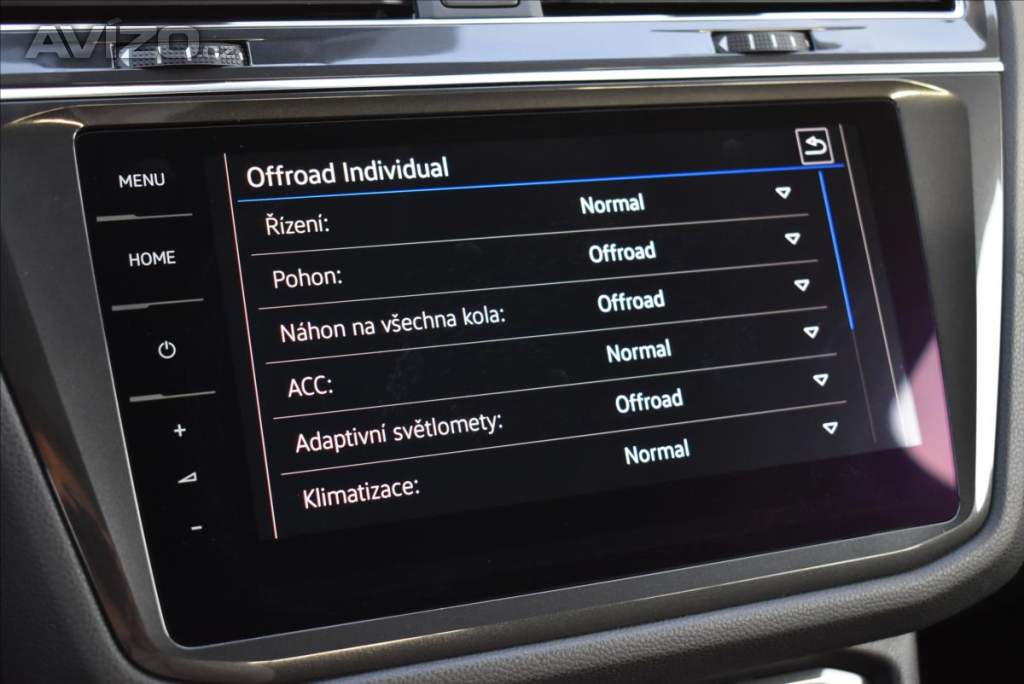 AVÍZO.cz
MENU
HOME
Offroad Individual
Řízení: Normal
Pohon: Offroad
Náhon na všechna kola: Offroad
ACC: Normal
Adaptivní světlomety: Offroad
Klimatizace: Normal